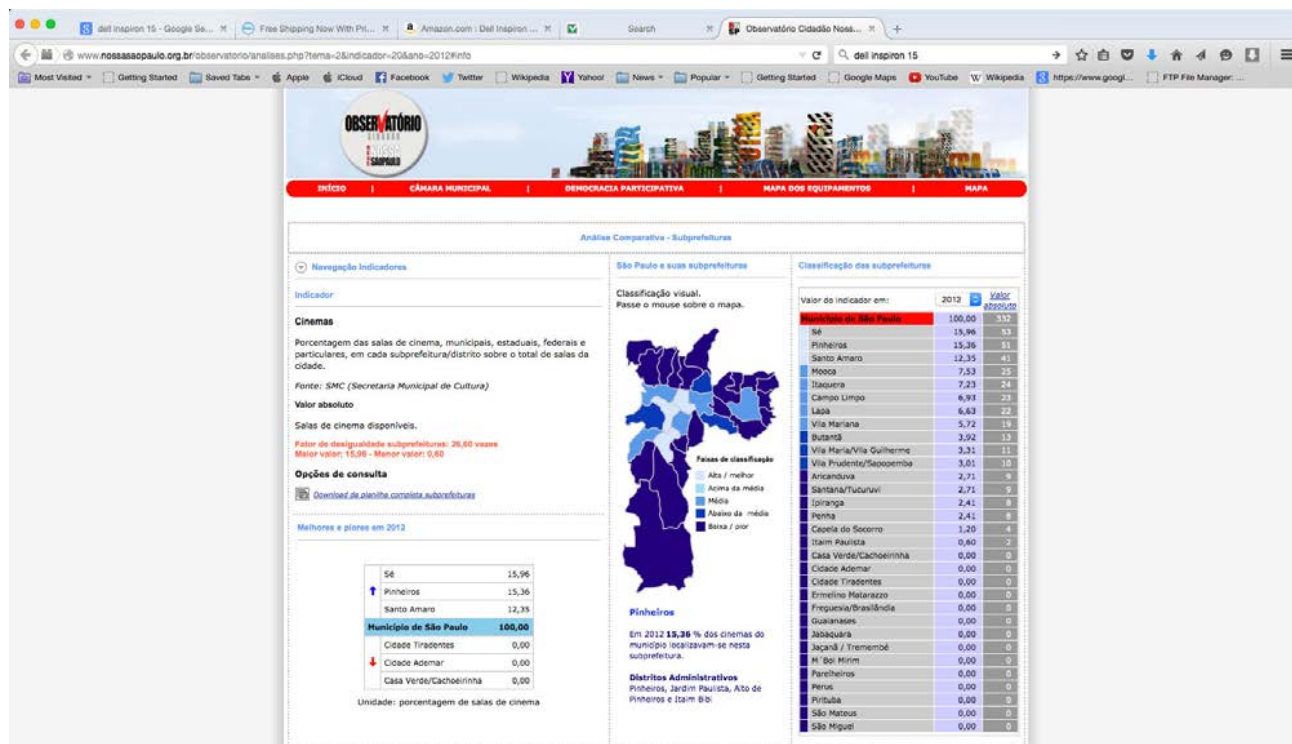 dell inspiron 15 - Google Se...
Free Shipping Now With Pri...
Amazon.com : Dell Inspiron ...
Search
Observatório Cidadão Noss...
www.nossasaopaulo.org.br/observatorio/analises.php?tema=2&indicador=20&ano=2012#info
dell inspiron 15
Most Visited
Getting Started
Saved Tabs
Apple
iCloud
Facebook
Twitter
Wikipedia
Yahoo!
News
Popular
Getting Started
Google Maps
YouTube
Wikipedia
https://www.googl...
FTP File Manager: ...
OBSERVATÓRIO
CIDADÃO
NOSSA
SÃOPAULO
INÍCIO | CÂMARA MUNICIPAL | DEMOCRACIA PARTICIPATIVA | MAPA DOS EQUIPAMENTOS | MAPA
Análise Comparativa - Subprefeituras
Navegação Indicadores
Indicador
Cinemas
Porcentagem das salas de cinema, municipais, estaduais, federais e
particulares, em cada subprefeitura/distrito sobre o total de salas da
cidade.
Fonte: SMC (Secretaria Municipal de Cultura)
Valor absoluto
Salas de cinema disponíveis.
Fator de desigualdade subprefeituras: 26,60 vezes
Maior valor: 15,96 - Menor valor: 0,60
Opções de consulta
Download da planilha completa subprefeituras
Melhores e piores em 2012
Sé 15,96
Pinheiros 15,36
Santo Amaro 12,35
Município de São Paulo 100,00
Cidade Tiradentes 0,00
Cidade Ademar 0,00
Casa Verde/Cachoeirinha 0,00
Unidade: porcentagem de salas de cinema
São Paulo e suas subprefeituras
Classificação visual.
Passe o mouse sobre o mapa.
Faixas de classificação
Alta / melhor
Acima da média
Média
Abaixo da média
Baixa / pior
Pinheiros
Em 2012 15,36 % dos cinemas do
município localizavam-se nesta
subprefeitura.
Distritos Administrativos
Pinheiros, Jardim Paulista, Alto de
Pinheiros e Itaim Bibi
Classificação das subprefeituras
Valor do indicador em: 2012 Valor
absoluto
Município de São Paulo 100,00 332
Sé 15,96 53
Pinheiros 15,36 51
Santo Amaro 12,35 41
Mooca 7,53 25
Itaquera 7,23 24
Campo Limpo 6,93 23
Lapa 6,63 22
Vila Mariana 5,72 19
Butantã 3,92 13
Vila Maria/Vila Guilherme 3,31 11
Vila Prudente/Sapopemba 3,01 10
Aricanduva 2,71 9
Santana/Tucuruvi 2,71 9
Ipiranga 2,41 8
Penha 2,41 8
Capela do Socorro 1,20 4
Itaim Paulista 0,60 2
Casa Verde/Cachoeirinha 0,00 0
Cidade Ademar 0,00 0
Cidade Tiradentes 0,00 0
Ermelino Matarazzo 0,00 0
Freguesia/Brasilândia 0,00 0
Guaianases 0,00 0
Jabaquara 0,00 0
Jaçanã / Tremembé 0,00 0
M´Boi Mirim 0,00 0
Parelheiros 0,00 0
Perus 0,00 0
Pirituba 0,00 0
São Mateus 0,00 0
São Miguel 0,00 0